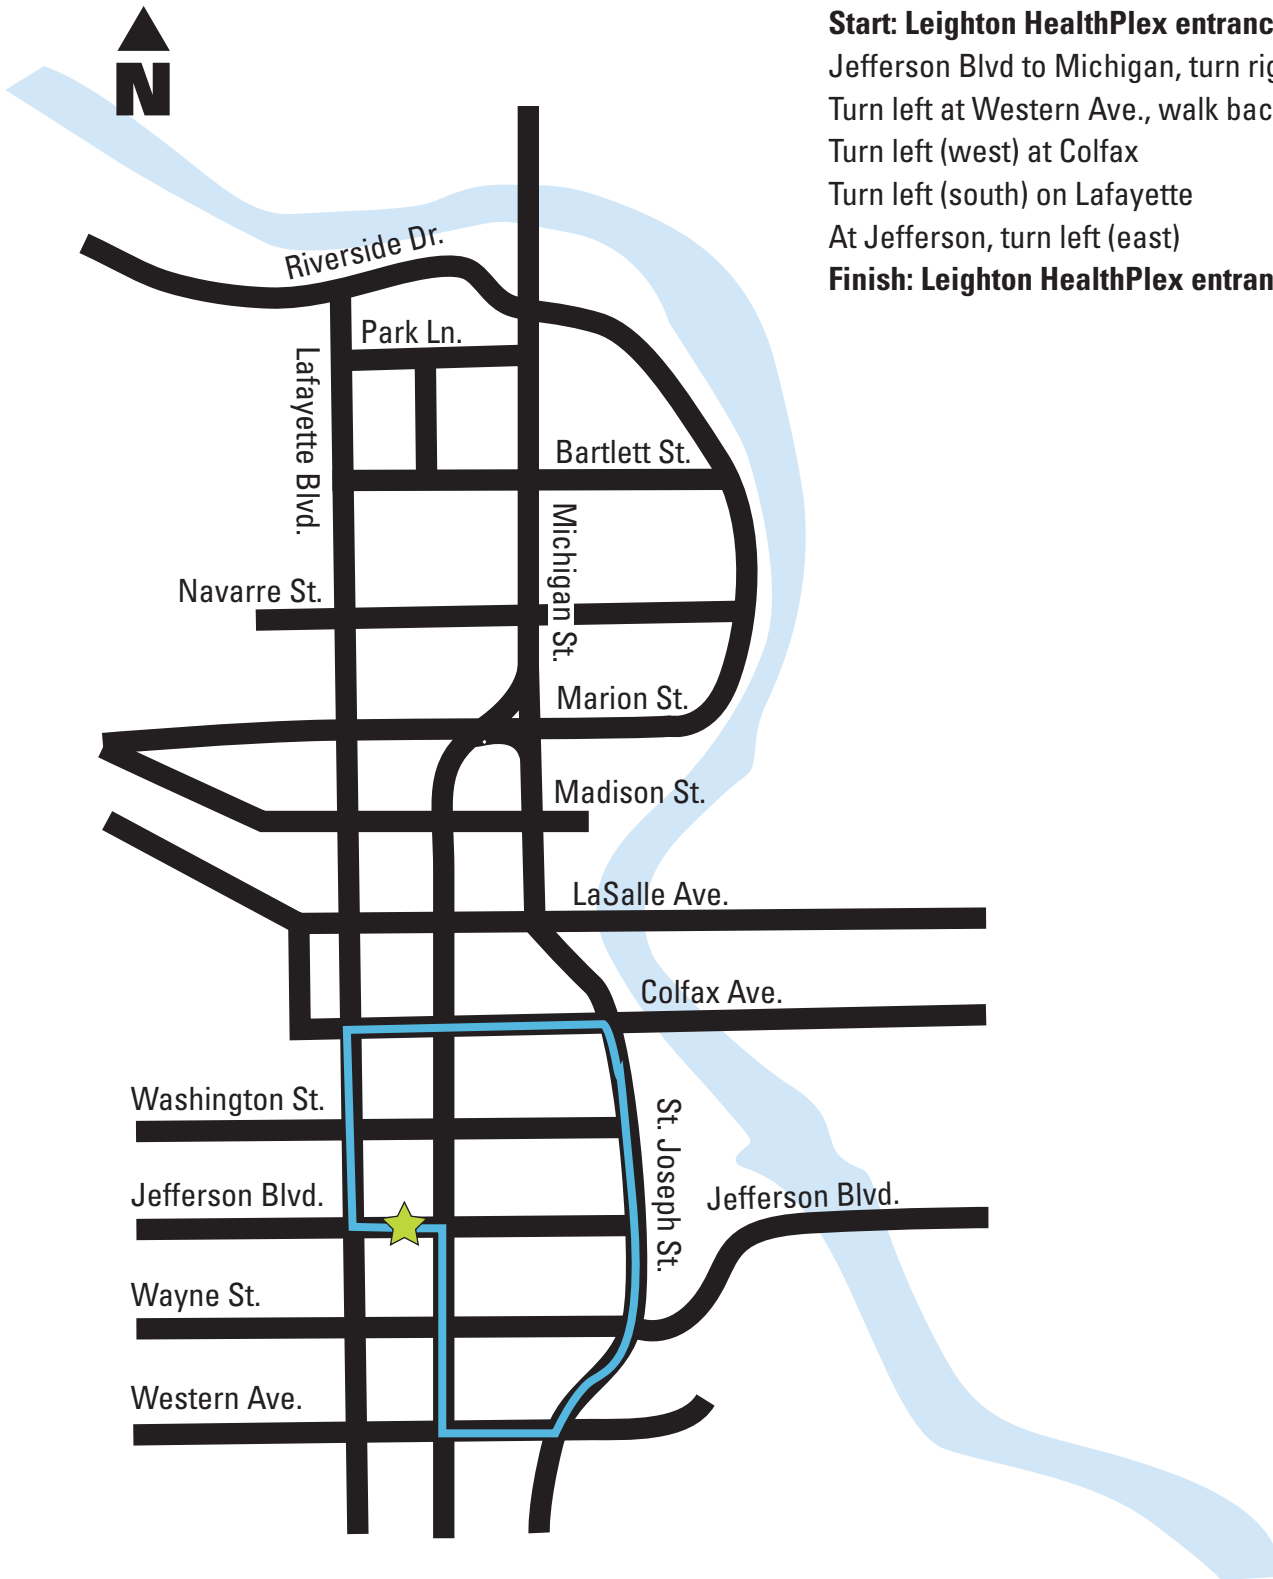 N
Start: Leighton HealthPlex entranc
Jefferson Blvd to Michigan, turn rig
Turn left at Western Ave., walk bac
Turn left (west) at Colfax
Turn left (south) on Lafayette
At Jefferson, turn left (east)
Finish: Leighton HealthPlex entran
Riverside Dr.
Park Ln.
Lafayette Blvd.
Bartlett St.
Michigan St.
Navarre St.
Marion St.
Madison St.
LaSalle Ave.
Colfax Ave.
Washington St.
St. Joseph St.
Jefferson Blvd.
Jefferson Blvd.
Wayne St.
Western Ave.